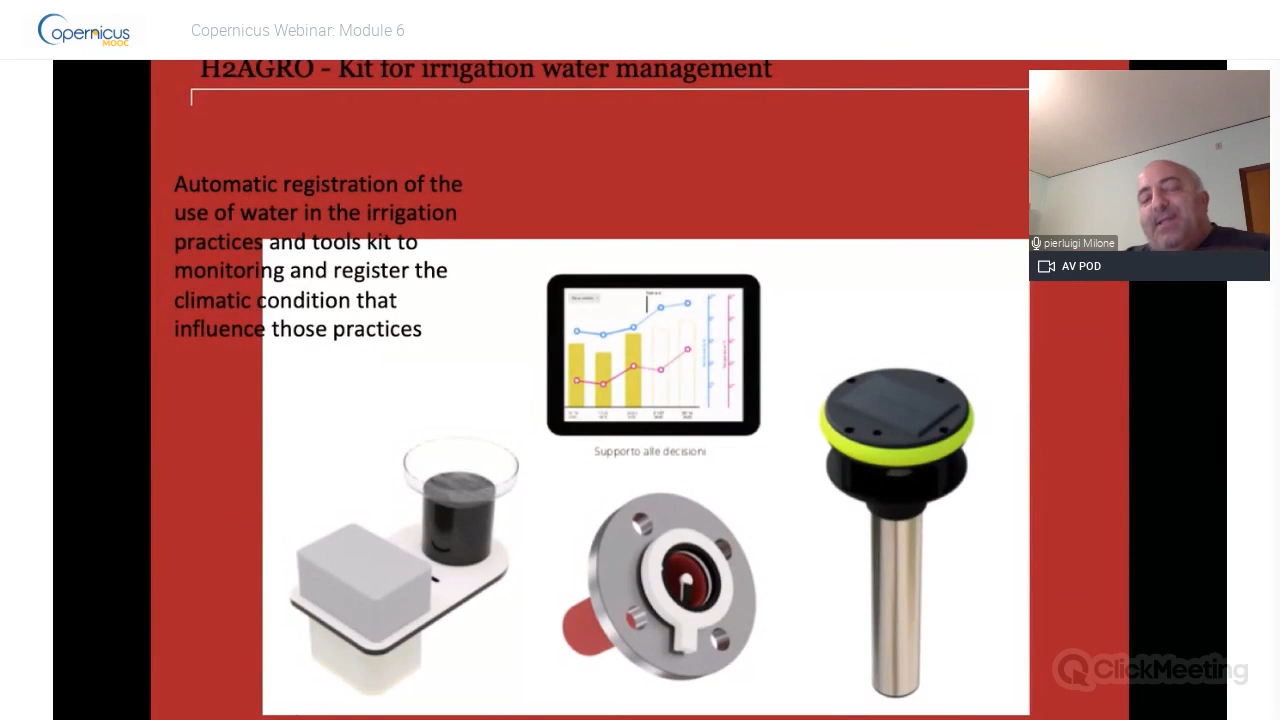 Copernicus
MOOC
Copernicus Webinar: Module 6
H2AGRO - Kit for irrigation water management
Automatic registration of the
use of water in the irrigation
practices and tools kit to
monitoring and register the
climatic condition that
influence those practices
Supporto alle decisioni
pierluigi Milone
AV POD
ClickMeeting